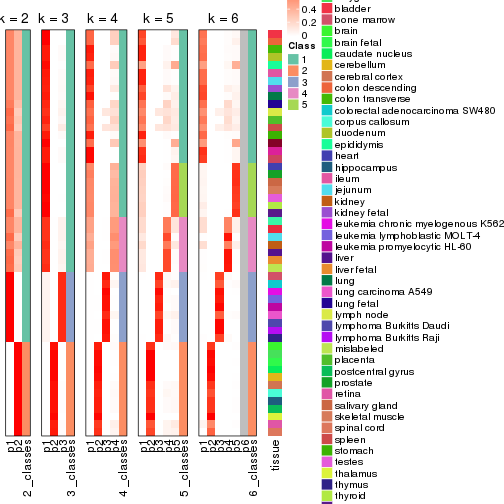 k = 2
k = 3
k = 4
k = 5
k = 6
0.4
0.2
0
Class
1
2
3
4
5
bladder
bone marrow
brain
brain fetal
caudate nucleus
cerebellum
cerebral cortex
colon descending
colon transverse
colorectal adenocarcinoma SW480
corpus callosum
duodenum
epididymis
heart
hippocampus
ileum
jejunum
kidney
kidney fetal
leukemia chronic myelogenous K562
leukemia lymphoblastic MOLT-4
leukemia promyelocytic HL-60
liver
liver fetal
lung
lung carcinoma A549
lung fetal
lymph node
lymphoma Burkitts Daudi
lymphoma Burkitts Raji
mislabeled
placenta
postcentral gyrus
prostate
retina
salivary gland
skeletal muscle
spinal cord
spleen
stomach
testes
thalamus
thymus
thyroid
p1
p2
2_classes
p1
p2
p3
3_classes
p1
p2
p3
p4
4_classes
p1
p2
p3
p4
p5
5_classes
p1
p2
p3
p4
p5
p6
6_classes
tissue